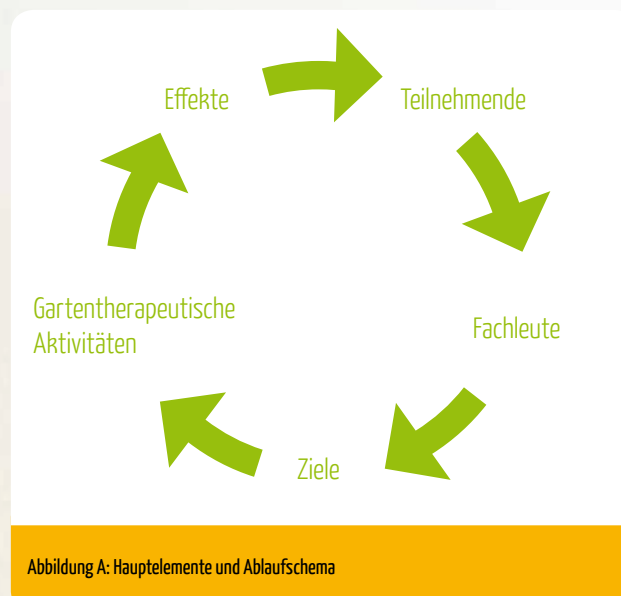 Effekte
Teilnehmende
Fachleute
Ziele
Gartentherapeutische
Aktivitäten
Abbildung A: Hauptelemente und Ablaufschema